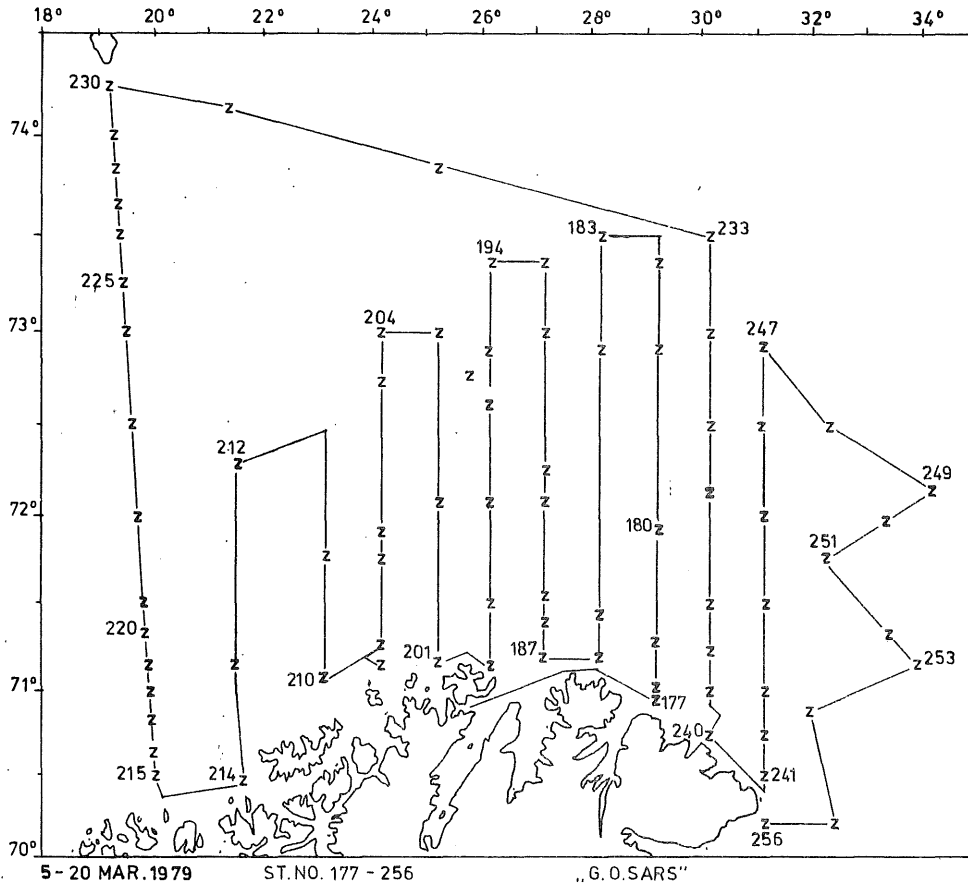 18° 20° 22° 24° 26° 28° 30° 32° 34°
230 Z
Z
74° Z
Z Z
Z
Z 183 Z Z 233
194 Z Z Z
225 Z
73° Z 204 Z Z Z Z 247 Z
Z Z Z
Z Z
Z
Z Z Z Z Z
212 Z Z
Z Z Z Z 249 Z
72° Z Z Z Z
Z 180 Z Z
Z Z 251 Z
Z Z Z Z Z Z
Z Z
220 Z Z Z Z
Z Z Z 201 Z Z 187 Z Z Z Z 253
71° Z 210 Z Z 177 Z Z
Z Z
Z 240 Z Z
215 Z 214 Z Z 241
Z Z
256
70°
5-20 MAR. 1979 ST. NO. 177 - 256 „G. O. SARS"